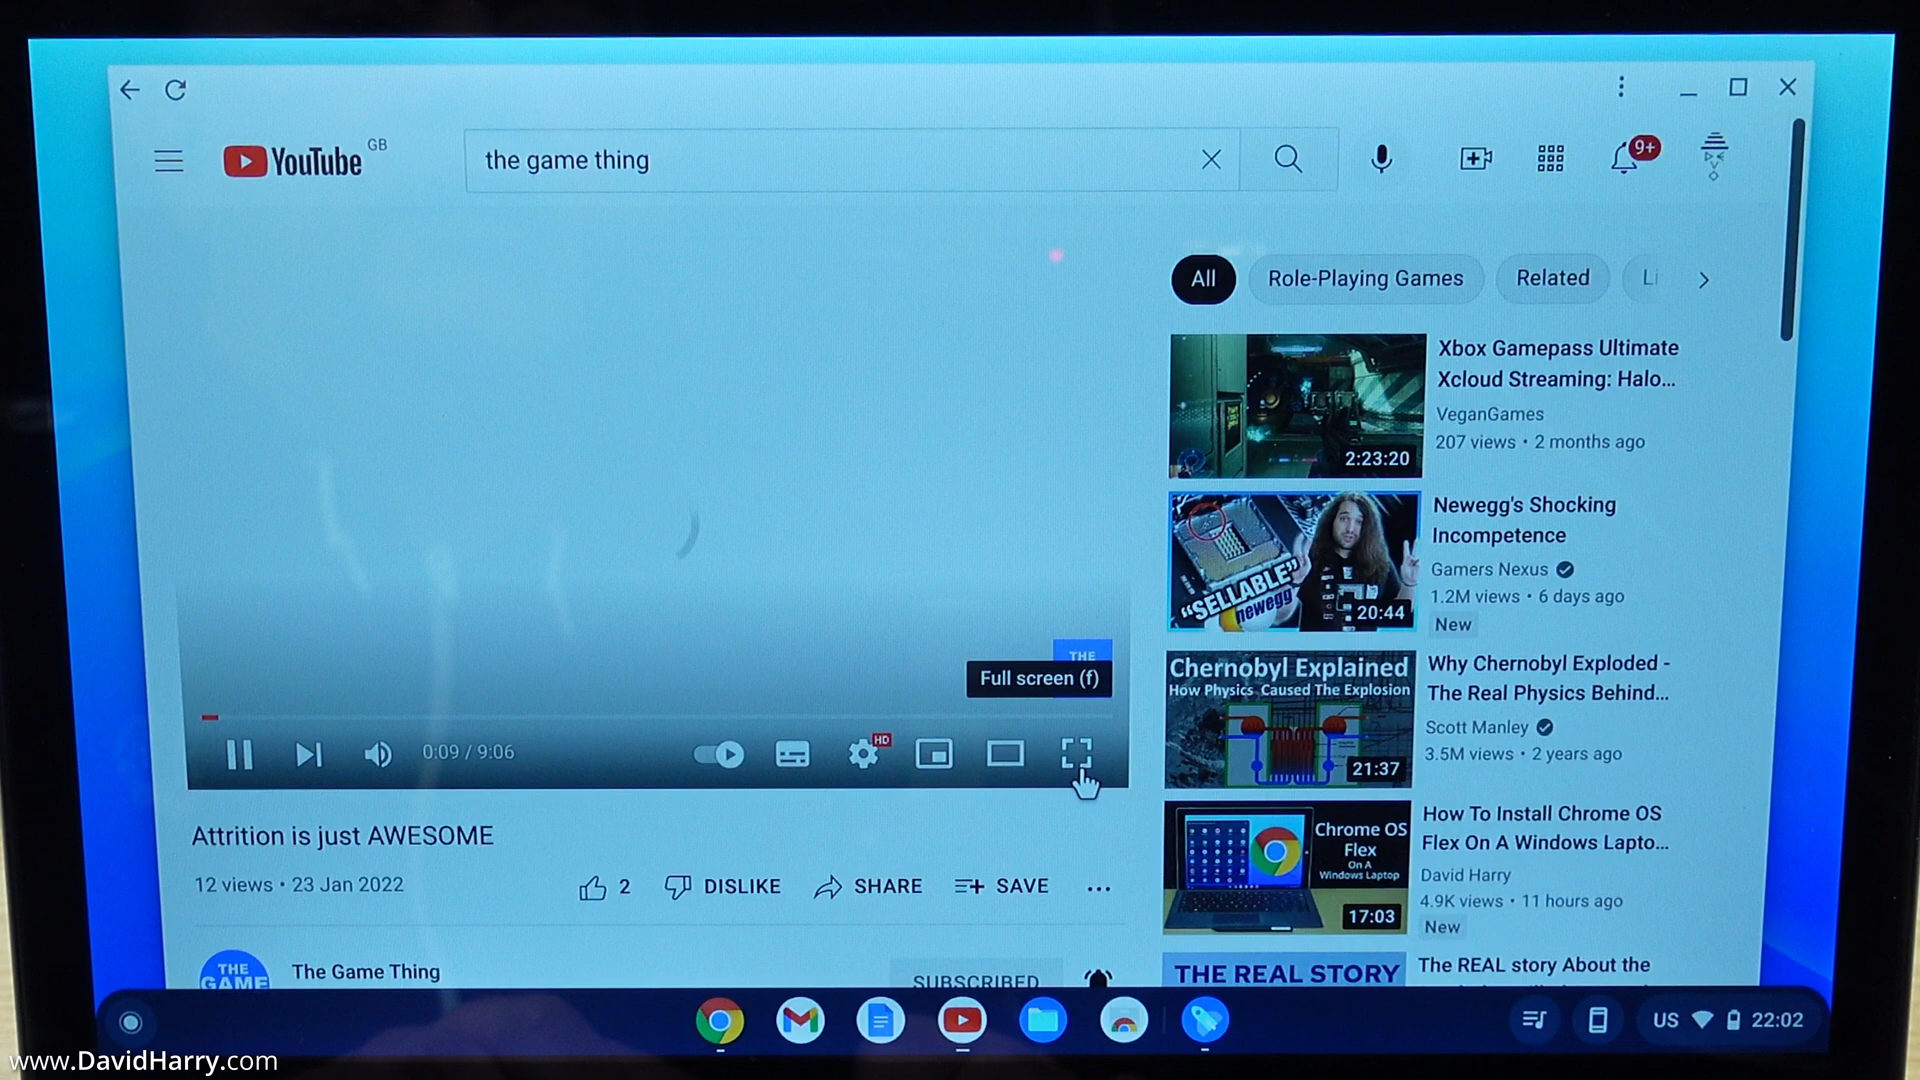 YouTube GB
the game thing
9+
All
Role-Playing Games
Related
Li
Xbox Gamepass Ultimate
Xcloud Streaming: Halo...
VeganGames
207 views • 2 months ago
2:23:20
Newegg's Shocking
Incompetence
Gamers Nexus
1.2M views • 6 days ago
New
"SELLABLE"
newegg
20:44
Chernobyl Explained
How Physics Caused The Explosion
21:37
Why Chernobyl Exploded -
The Real Physics Behind...
Scott Manley
3.5M views • 2 years ago
THE
Full screen (f)
0:09 / 9:06
HD
Attrition is just AWESOME
12 views • 23 Jan 2022
2
DISLIKE
SHARE
SAVE
Chrome OS
Flex
On A
Windows Laptop
17:03
How To Install Chrome OS
Flex On A Windows Lapto...
David Harry
4.9K views • 11 hours ago
New
THE
GAME
The Game Thing
SUBSCRIBED
THE REAL STORY
The REAL story About the
US
22:02
www.DavidHarry.com